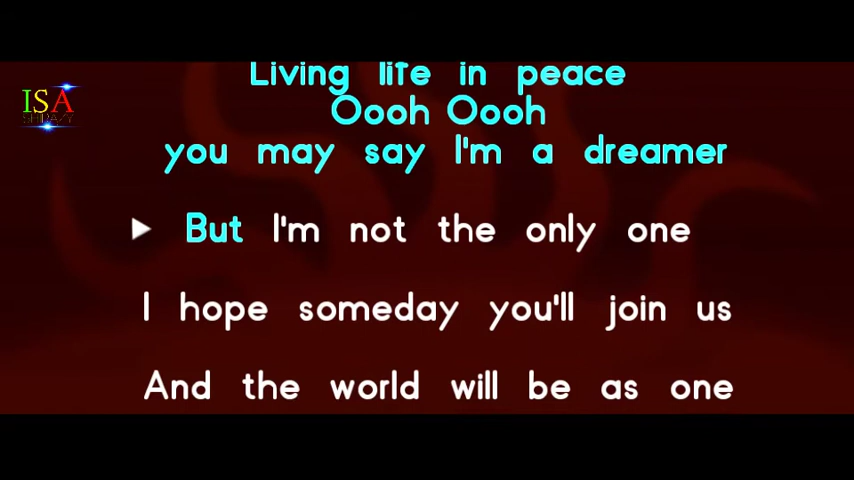 Living life in peace
Oooh Oooh
you may say I'm a dreamer
ISA
But I'm not the only one
I hope someday you'll join us
And the world will be as one